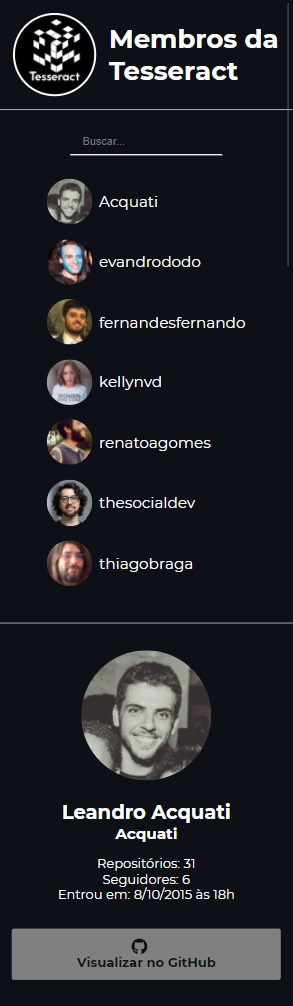 Tesseract
Membros da
Tesseract
Buscar...
Acquati
evandrododo
fernandesfernando
kellynvd
renatoagomes
thesocialdev
thiagobraga
Leandro Acquati
Acquati
Repositórios: 31
Seguidores: 6
Entrou em: 8/10/2015 às 18h
Visualizar no GitHub